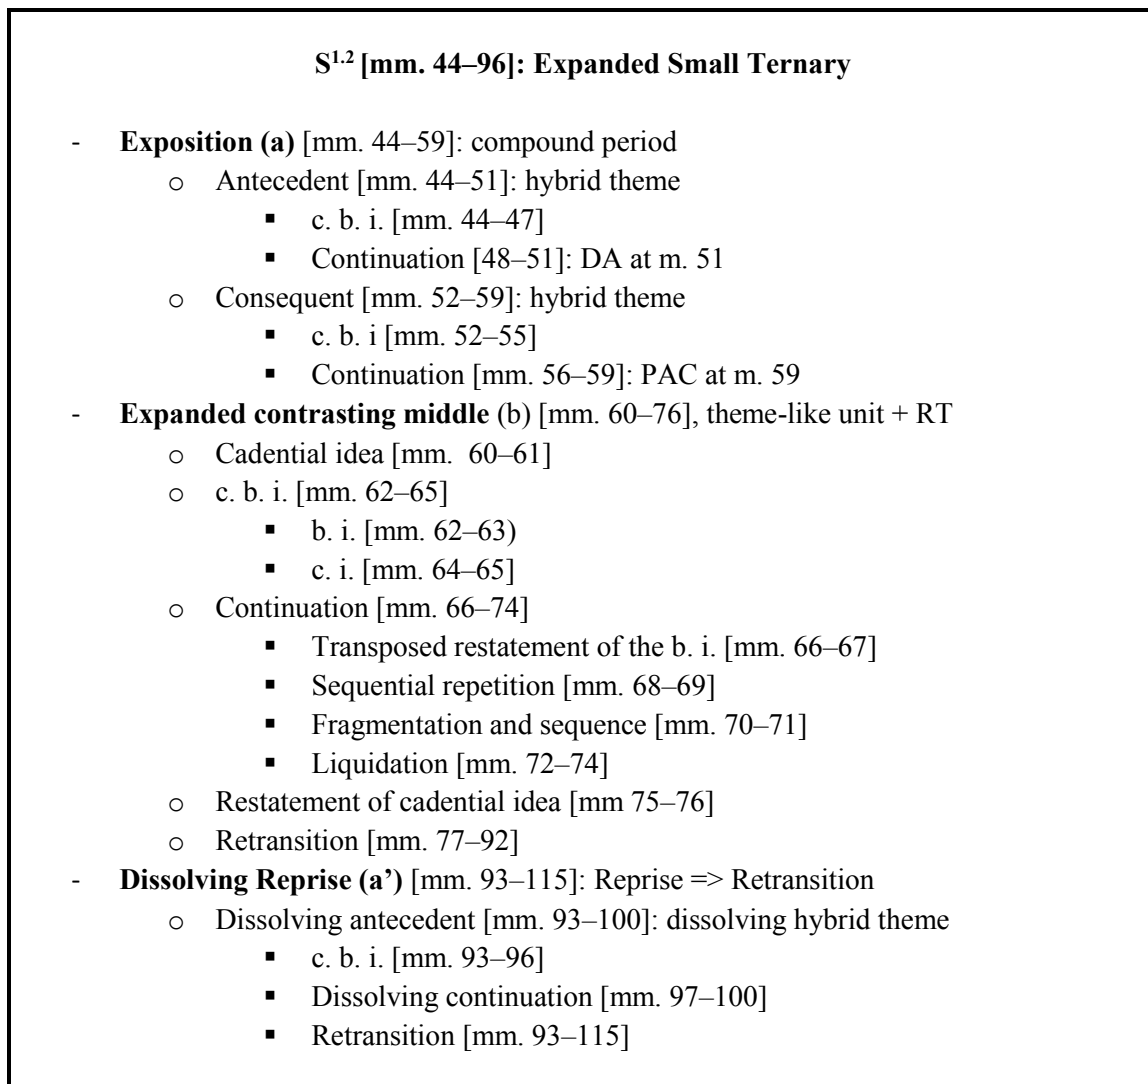 S1.2 [mm. 44–96]: Expanded Small Ternary
- Exposition (a) [mm. 44–59]: compound period
o Antecedent [mm. 44–51]: hybrid theme
▪ c. b. i. [mm. 44–47]
▪ Continuation [48–51]: DA at m. 51
o Consequent [mm. 52–59]: hybrid theme
▪ c. b. i [mm. 52–55]
▪ Continuation [mm. 56–59]: PAC at m. 59
- Expanded contrasting middle (b) [mm. 60–76], theme-like unit + RT
o Cadential idea [mm. 60–61]
o c. b. i. [mm. 62–65]
▪ b. i. [mm. 62–63)
▪ c. i. [mm. 64–65]
o Continuation [mm. 66–74]
▪ Transposed restatement of the b. i. [mm. 66–67]
▪ Sequential repetition [mm. 68–69]
▪ Fragmentation and sequence [mm. 70–71]
▪ Liquidation [mm. 72–74]
o Restatement of cadential idea [mm 75–76]
o Retransition [mm. 77–92]
- Dissolving Reprise (a’) [mm. 93–115]: Reprise => Retransition
o Dissolving antecedent [mm. 93–100]: dissolving hybrid theme
▪ c. b. i. [mm. 93–96]
▪ Dissolving continuation [mm. 97–100]
▪ Retransition [mm. 93–115]